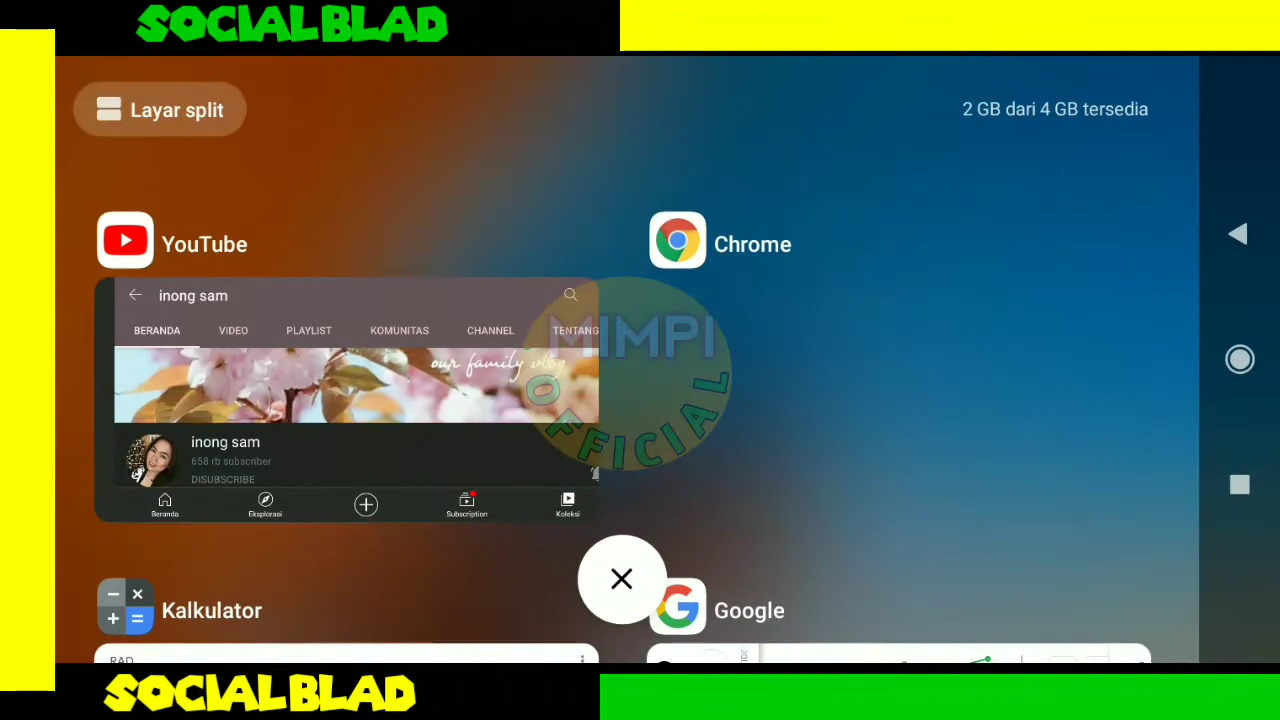 SOCIALBLAD
Layar split
2 GB dari 4 GB tersedia
YouTube
Chrome
inong sam
BERANDA VIDEO PLAYLIST KOMUNITAS CHANNEL TENTANG
our family vlog
MIMPI
OFFICIAL
inong sam
658 rb subscriber
DISUBSCRIBE
Beranda Eksplorasi Subscription Koleksi
Kalkulator
Google
RAD
SOCIALBLAD